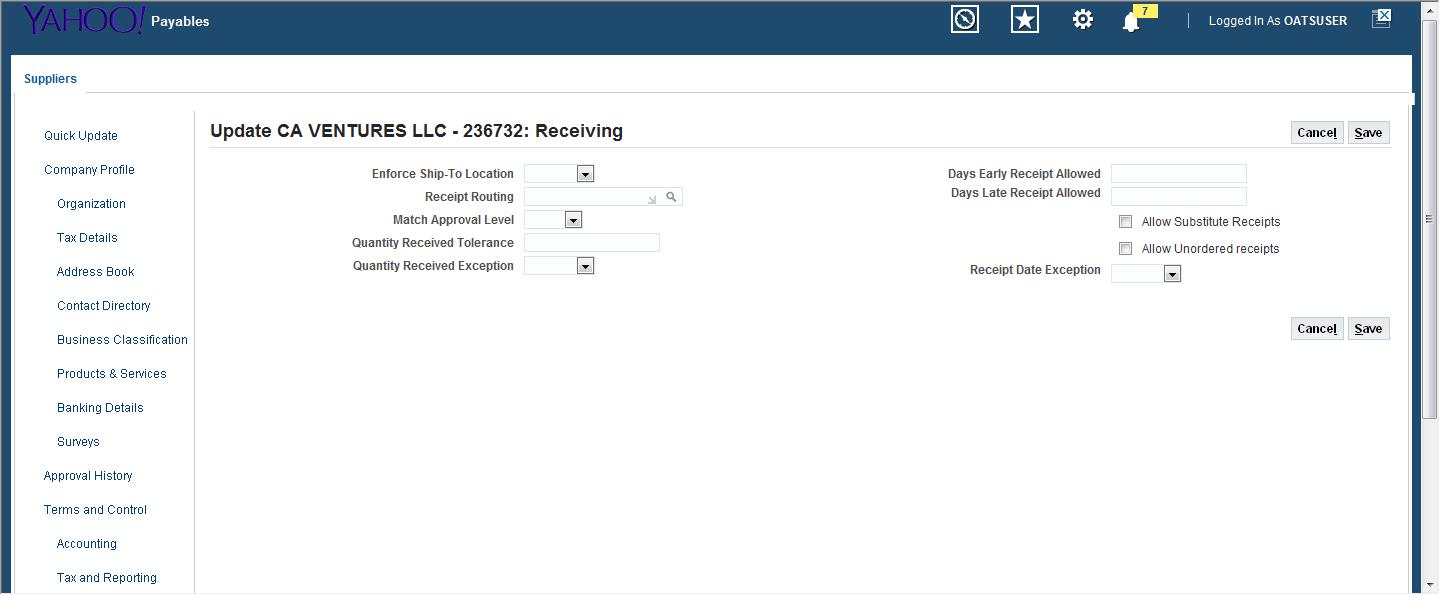 YAHOO! Payables
7
Logged In As OATSUSER
Suppliers
Quick Update
Company Profile
Organization
Tax Details
Address Book
Contact Directory
Business Classification
Products & Services
Banking Details
Surveys
Approval History
Terms and Control
Accounting
Tax and Reporting
Update CA VENTURES LLC - 236732: Receiving
Cancel Save
Enforce Ship-To Location
Receipt Routing
Match Approval Level
Quantity Received Tolerance
Quantity Received Exception
Days Early Receipt Allowed
Days Late Receipt Allowed
Allow Substitute Receipts
Allow Unordered receipts
Receipt Date Exception
Cancel Save